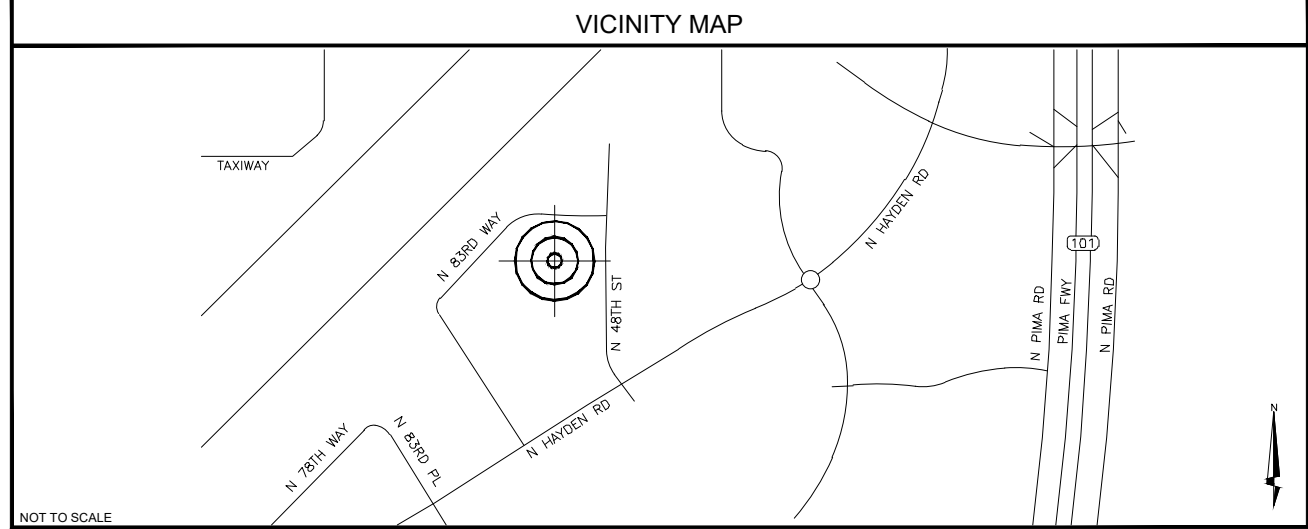 VICINITY MAP
TAXIWAY
N HAYDEN RD
N 83RD WAY
101
N 48TH ST
N PIMA RD
PIMA FWY
N PIMA RD
N HAYDEN RD
N 83RD PL
N 78TH WAY
N
NOT TO SCALE